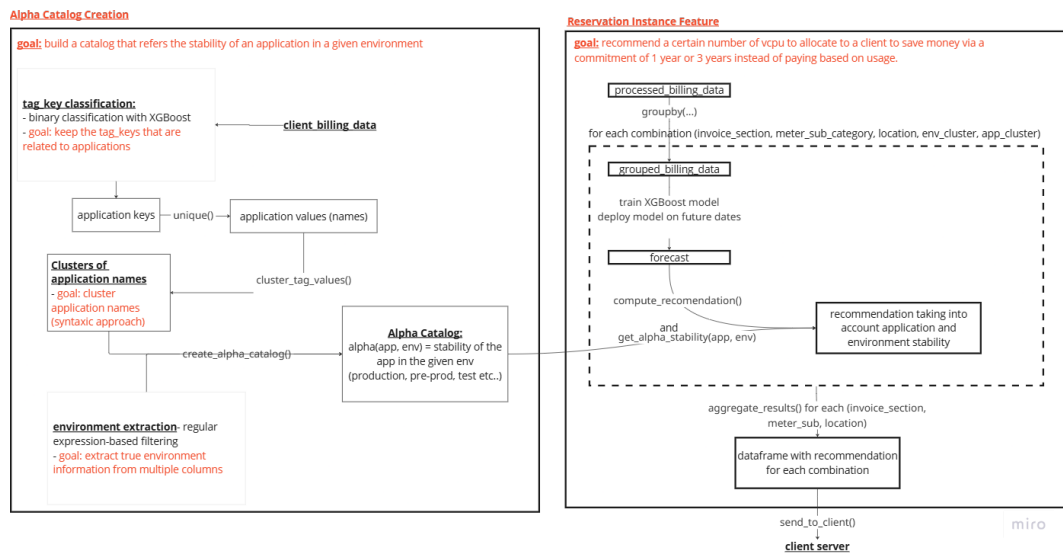 Alpha Catalog Creation
goal: build a catalog that refers the stability of an application in a given environment
tag_key classification:
- binary classification with XGBoost
- goal: keep the tag_keys that are
related to applications
client_billing_data
application keys
unique()
application values (names)
cluster_tag_values()
Clusters of
application names
- goal: cluster
application names
(syntaxic approach)
create_alpha_catalog()
Alpha Catalog:
alpha(app, env) = stability of the
app in the given env
(production, pre-prod, test etc..)
environment extraction- regular
expression-based filtering
- goal: extract true environment
information from multiple columns
Reservation Instance Feature
goal: recommend a certain number of vcpu to allocate to a client to save money via a
commitment of 1 year or 3 years instead of paying based on usage.
processed_billing_data
groupby(...)
for each combination (invoice_section, meter_sub_category, location, env_cluster, app_cluster)
grouped_billing_data
train XGBoost model
deploy model on future dates
forecast
compute_recomendation()
and
get_alpha_stability(app, env)
recommendation taking into
account application and
environment stability
aggregate_results() for each (invoice_section,
meter_sub, location)
dataframe with recommendation
for each combination
send_to_client()
client server
miro